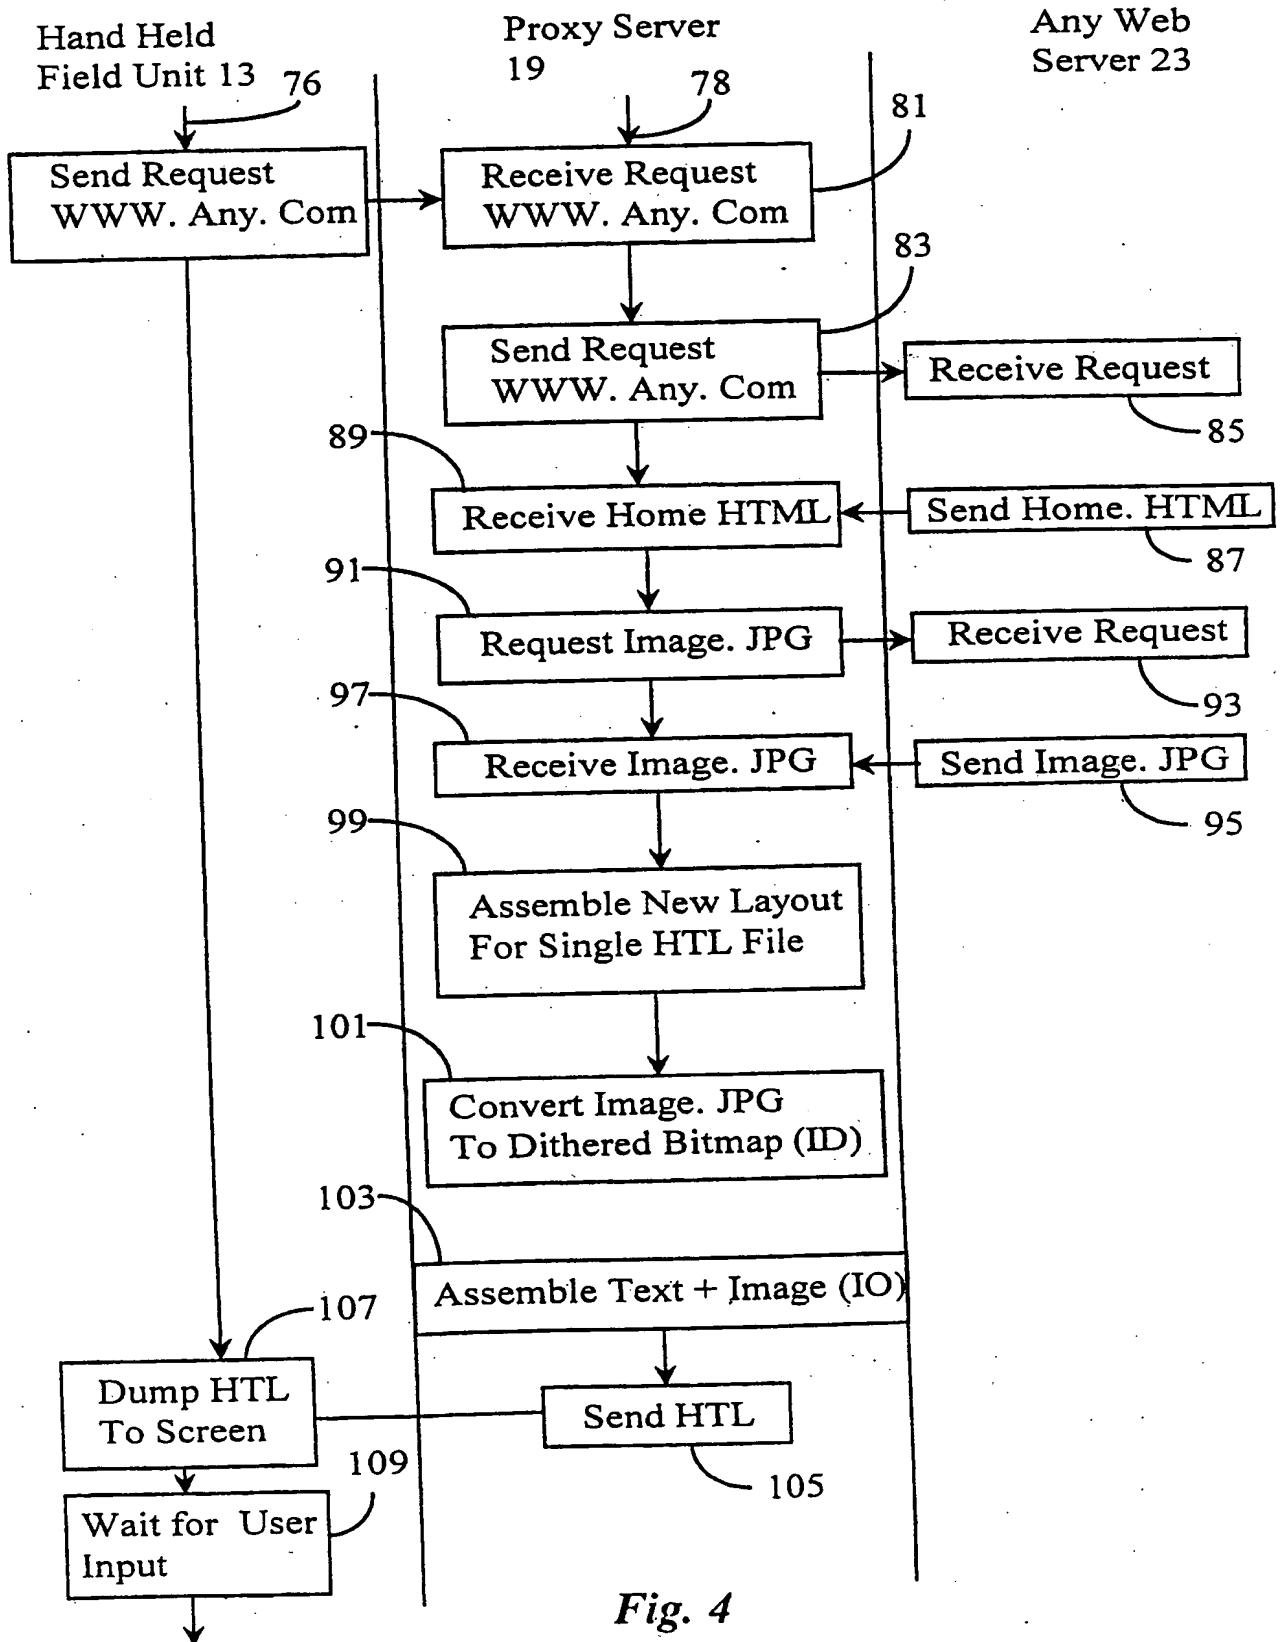 Hand Held
Field Unit 13
76
Proxy Server
19
78
Any Web
Server 23
81
Send Request
WWW. Any. Com
Receive Request
WWW. Any. Com
83
Send Request
WWW. Any. Com
Receive Request
85
89
Receive Home HTML
Send Home. HTML
87
91
Request Image. JPG
Receive Request
93
97
Receive Image. JPG
Send Image. JPG
95
99
Assemble New Layout
For Single HTL File
101
Convert Image. JPG
To Dithered Bitmap (ID)
103
Assemble Text + Image (IO)
107
Dump HTL
To Screen
Send HTL
105
109
Wait for User
Input
Fig. 4